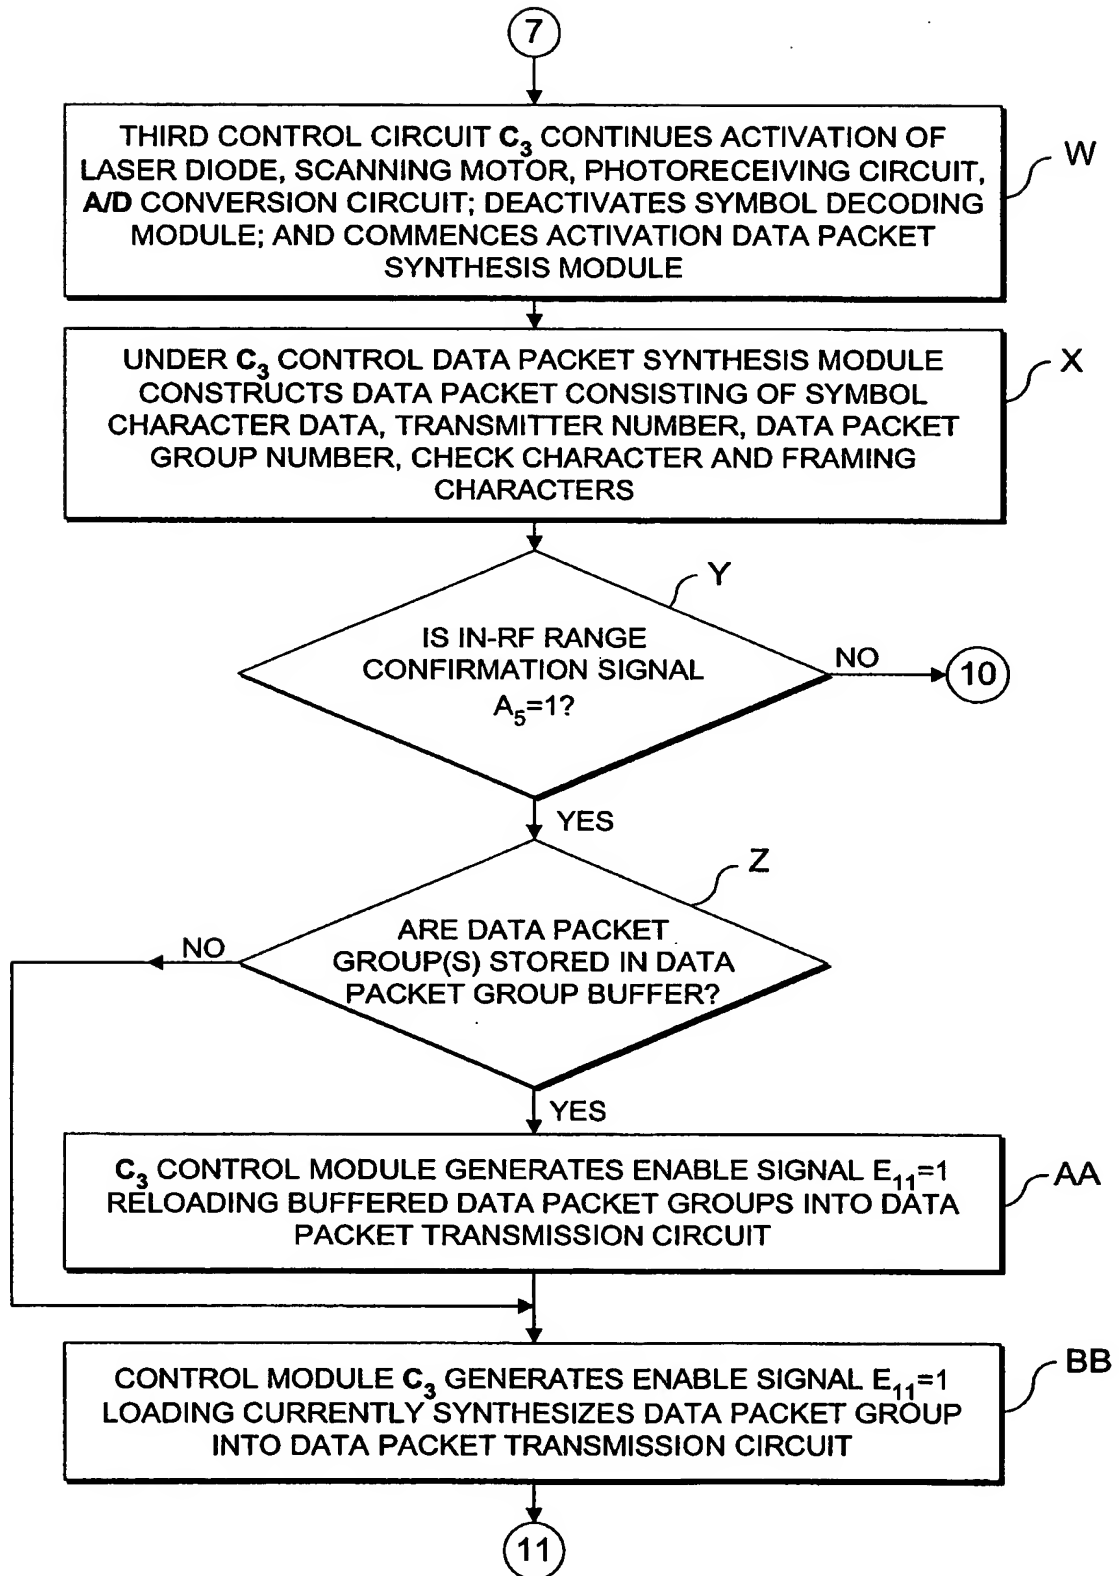 7
THIRD CONTROL CIRCUIT C₃ CONTINUES ACTIVATION OF
LASER DIODE, SCANNING MOTOR, PHOTORECEIVING CIRCUIT,
A/D CONVERSION CIRCUIT; DEACTIVATES SYMBOL DECODING
MODULE; AND COMMENCES ACTIVATION DATA PACKET
SYNTHESIS MODULE
W
UNDER C₃ CONTROL DATA PACKET SYNTHESIS MODULE
CONSTRUCTS DATA PACKET CONSISTING OF SYMBOL
CHARACTER DATA, TRANSMITTER NUMBER, DATA PACKET
GROUP NUMBER, CHECK CHARACTER AND FRAMING
CHARACTERS
X
Y
IS IN-RF RANGE
CONFIRMATION SIGNAL
A₅=1?
NO
10
YES
Z
ARE DATA PACKET
GROUP(S) STORED IN DATA
PACKET GROUP BUFFER?
NO
YES
C₃ CONTROL MODULE GENERATES ENABLE SIGNAL E₁₁=1
RELOADING BUFFERED DATA PACKET GROUPS INTO DATA
PACKET TRANSMISSION CIRCUIT
AA
CONTROL MODULE C₃ GENERATES ENABLE SIGNAL E₁₁=1
LOADING CURRENTLY SYNTHESIZES DATA PACKET GROUP
INTO DATA PACKET TRANSMISSION CIRCUIT
BB
11